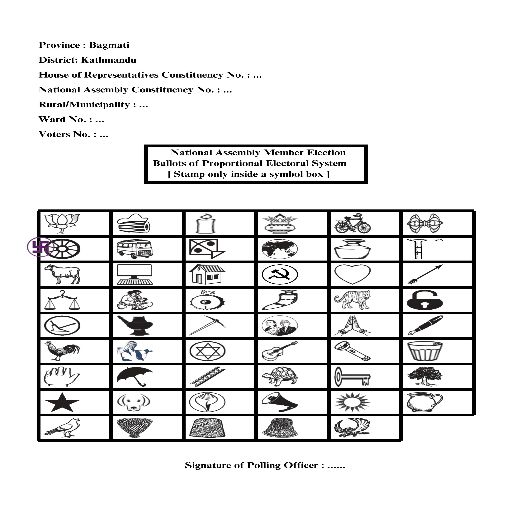 Province : Bagmati
District: Kathmandu
House of Representatives Constituency No. : ...
National Assembly Constituency No. : ...
Rural/Municipality : ...
Ward No. : ...
Voters No. : ...
National Assembly Member Election
Ballots of Proportional Electoral System
[ Stamp only inside a symbol box ]
Signature of Polling Officer : ......